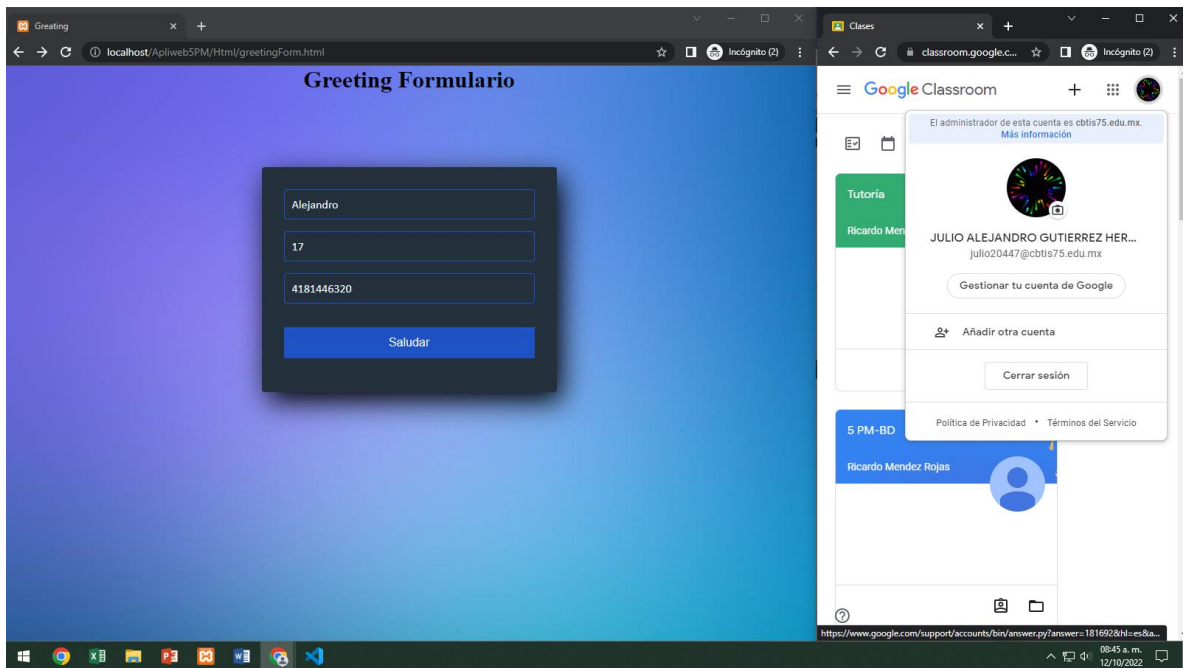 Greeting
localhost/Apliweb5PM/Html/greetingForm.html
Incógnito (2)
Greeting Formulario
Alejandro
17
4181446320
Saludar
Clases
classroom.google.c...
Incógnito (2)
Google Classroom
El administrador de esta cuenta es cbtis75.edu.mx.
Más información
JULIO ALEJANDRO GUTIERREZ HER...
julio20447@cbtis75.edu.mx
Gestionar tu cuenta de Google
Añadir otra cuenta
Cerrar sesión
Política de Privacidad • Términos del Servicio
Tutoria
Ricardo Men
5 PM-BD
Ricardo Mendez Rojas
https://www.google.com/support/accounts/bin/answer.py?answer=181692&hl=es&a...
08:45 a. m.
12/10/2022